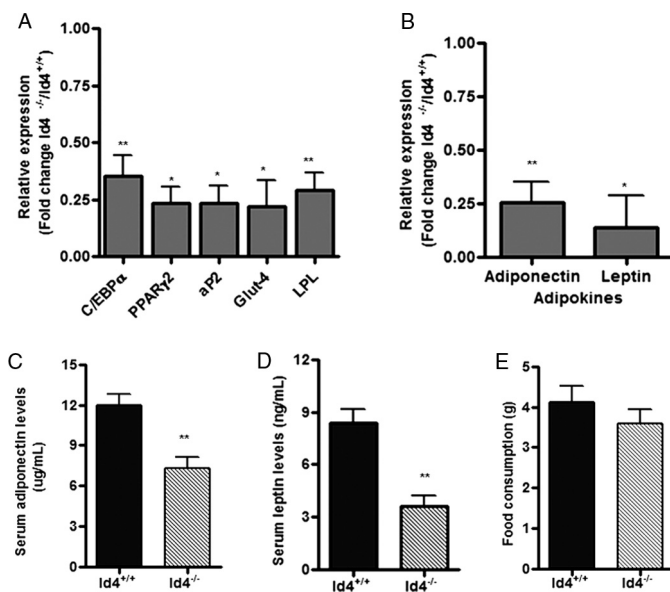 A
Relative expression
(Fold change Id4 -/-/Id4+/+)
1.00
0.75
0.50
0.25
0.00
**
*
*
*
**
C/EBPα
PPARγ2
aP2
Glut-4
LPL
B
Relative expression
(Fold change Id4 -/-/Id4+/+)
1.00
0.75
0.50
0.25
0.00
**
*
Adiponectin Leptin
Adipokines
C
Serum adiponectin levels
(ug/mL)
15
12
9
6
3
0
**
Id4+/+ Id4-/-
D
Serum leptin levels (ng/mL)
12
9
6
3
0
**
Id4+/+ Id4-/-
E
Food consumption (g)
5
4
3
2
1
0
Id4+/+ Id4-/-